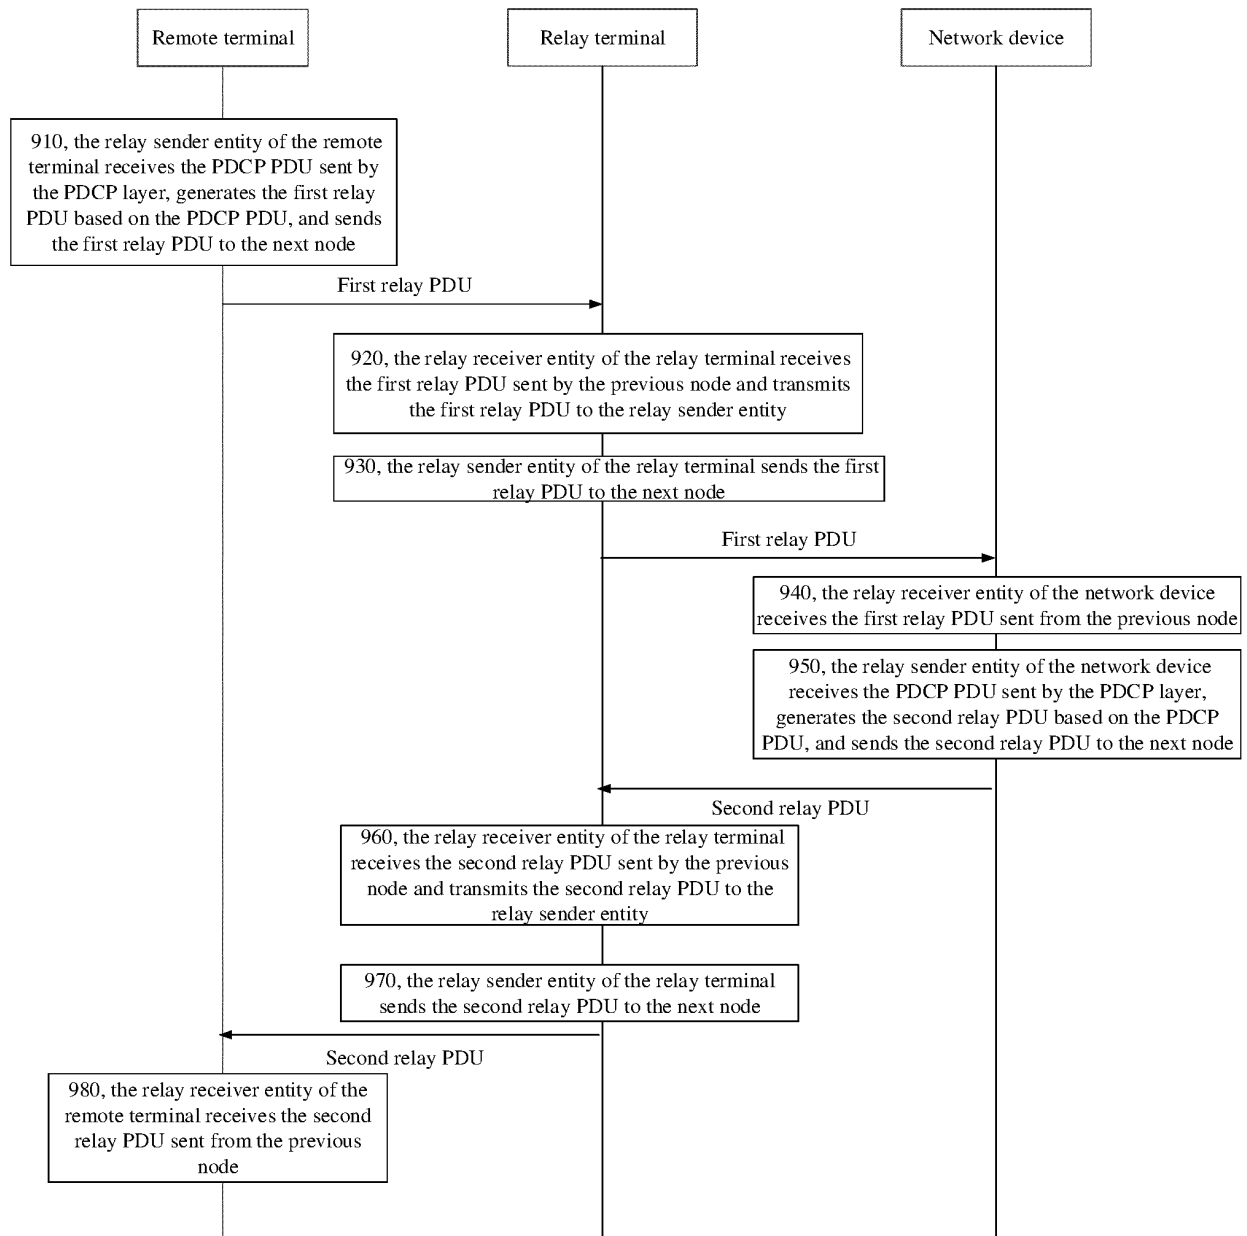 Remote terminal
Relay terminal
Network device
910, the relay sender entity of the remote
terminal receives the PDCP PDU sent by
the PDCP layer, generates the first relay
PDU based on the PDCP PDU, and sends
the first relay PDU to the next node
First relay PDU
920, the relay receiver entity of the relay terminal receives
the first relay PDU sent by the previous node and transmits
the first relay PDU to the relay sender entity
930, the relay sender entity of the relay terminal sends the first
relay PDU to the next node
First relay PDU
940, the relay receiver entity of the network device
receives the first relay PDU sent from the previous node
950, the relay sender entity of the network device
receives the PDCP PDU sent by the PDCP layer,
generates the second relay PDU based on the PDCP
PDU, and sends the second relay PDU to the next node
Second relay PDU
960, the relay receiver entity of the relay terminal
receives the second relay PDU sent by the previous
node and transmits the second relay PDU to the
relay sender entity
970, the relay sender entity of the relay terminal
sends the second relay PDU to the next node
Second relay PDU
980, the relay receiver entity of the
remote terminal receives the second
relay PDU sent from the previous
node